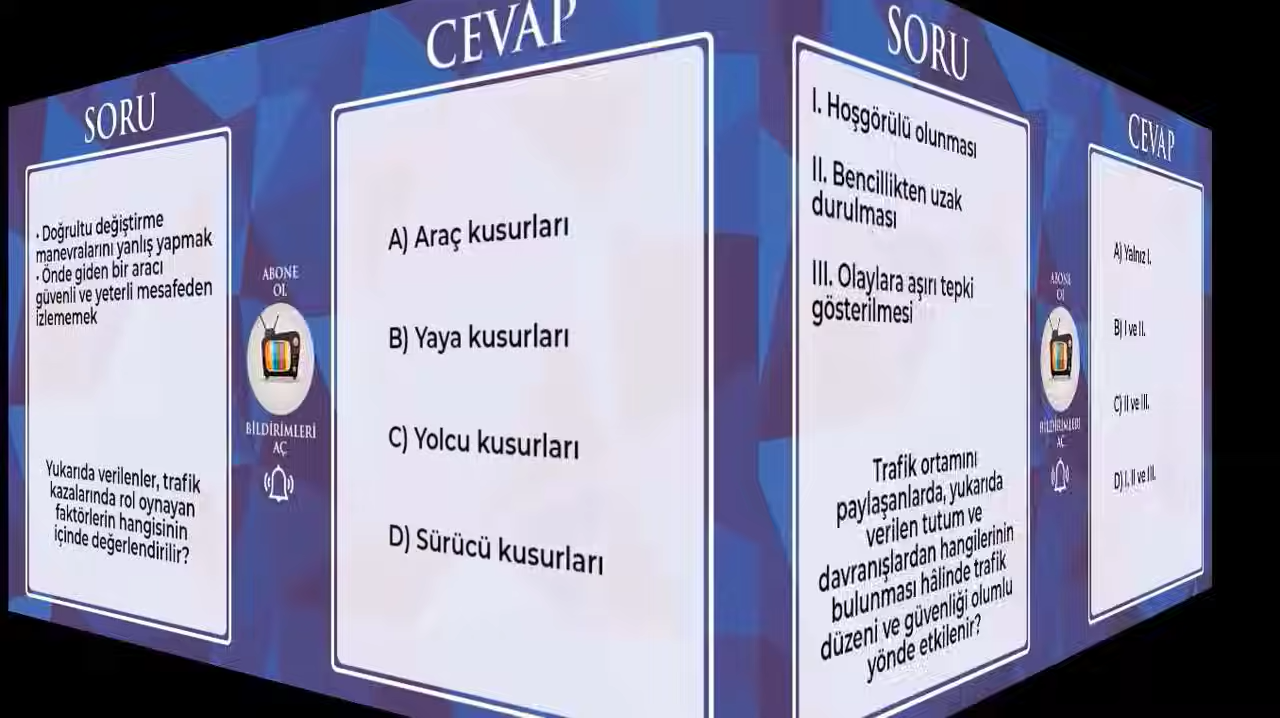 SORU
• Doğrultu değiştirme
manevralarını yanlış yapmak
• Önde giden bir aracı
güvenli ve yeterli mesafeden
izlememek
Yukarıda verilenler, trafik
kazalarında rol oynayan
faktörlerin hangisinin
içinde değerlendirilir?
ABONE
OL
BİLDİRİMLERİ
AÇ
CEVAP
A) Araç kusurları
B) Yaya kusurları
C) Yolcu kusurları
D) Sürücü kusurları
SORU
I. Hoşgörülü olunması
II. Bencillikten uzak
durulması
III. Olaylara aşırı tepki
gösterilmesi
Trafik ortamını
paylaşanlarda, yukarıda
verilen tutum ve
davranışlardan hangilerinin
bulunması hâlinde trafik
düzeni ve güvenliği olumlu
yönde etkilenir?
ABONE
OL
BİLDİRİMLERİ
AÇ
CEVAP
A) Yalnız I.
B) I ve II.
C) II ve III.
D) I, II ve III.